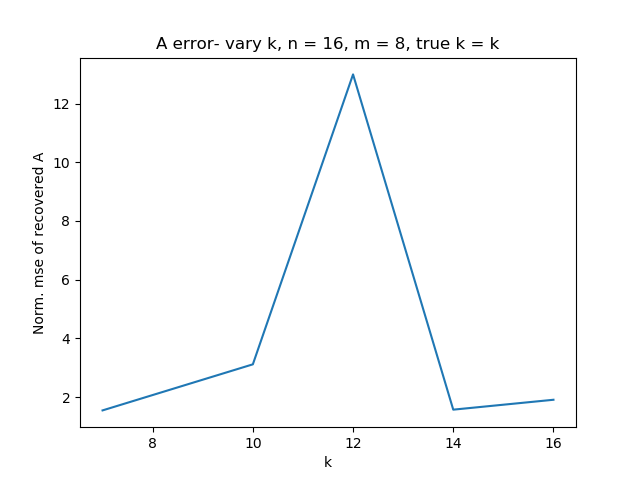 A error- vary k, n = 16, m = 8, true k = k
Norm. mse of recovered A
12
10
8
6
4
2
8 10 12 14 16
k